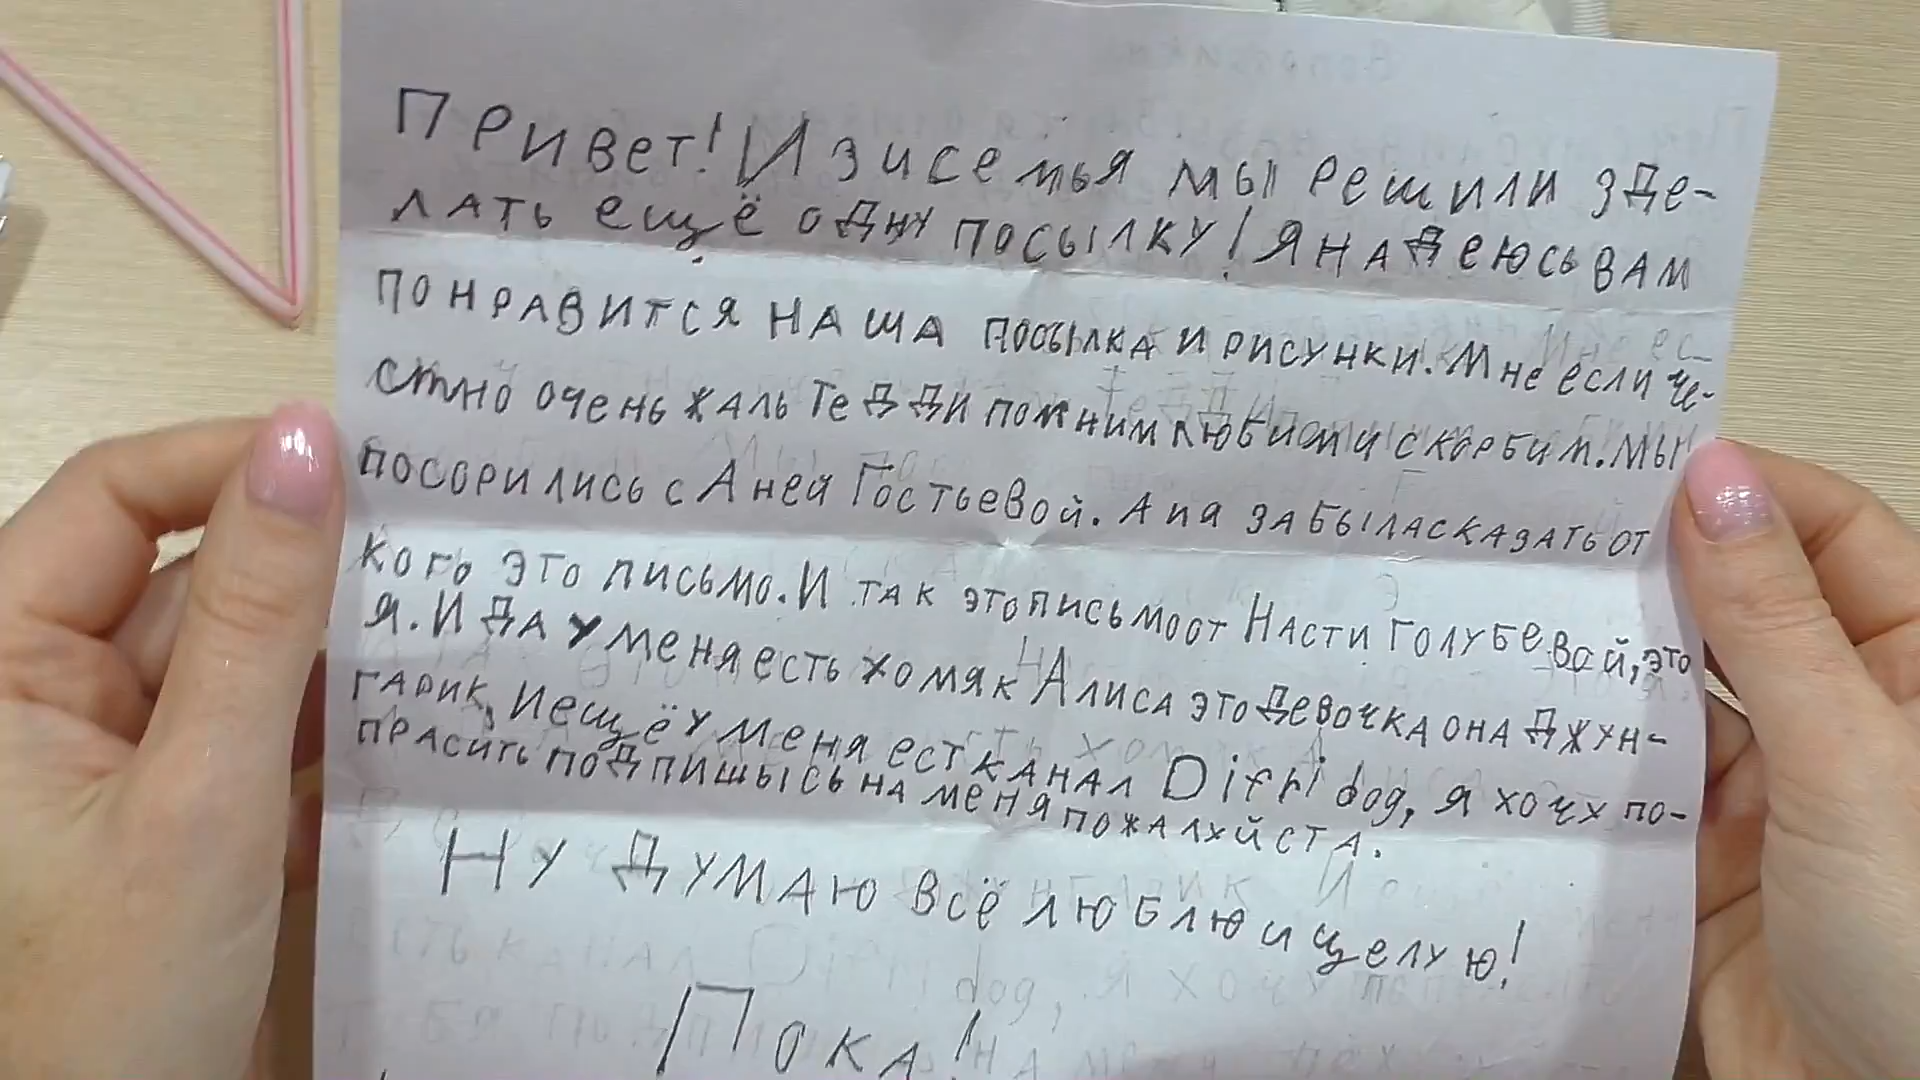 Привет! Изисемья мы решили зде-
лать ещё одну посылку! Я надеюсь вам
понравится наша посылка и рисунки. Мне если че-
стно очень жаль Тедди помним любим и скорбим. Мы
посорились с Аней Гостьевой. А и я забыла сказать от
кого это письмо. И так это письмо от Насти Голубевой, это
я. И да у меня есть хомяк Алиса это девочка она джун-
гарик, и ещё у меня ест канал Difri dog, я хочу по-
прасить подпишысь на меня пожалуйста.
Ну думаю всё люблю и целую!
Пока!